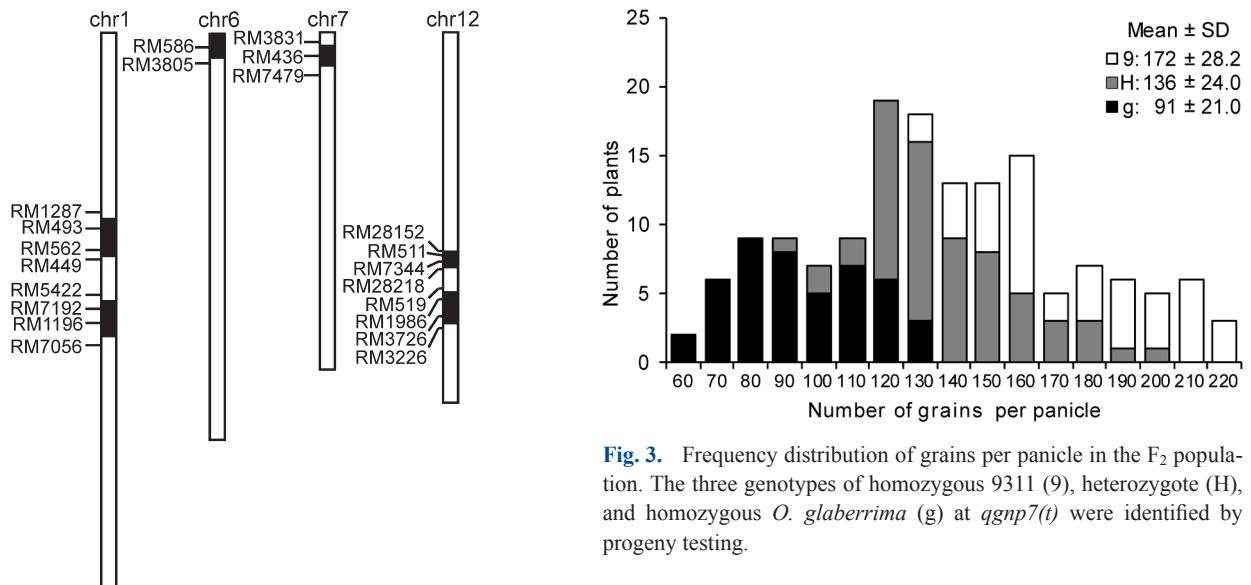 chr1
chr6
chr7
chr12
RM1287
RM493
RM562
RM449
RM5422
RM7192
RM1196
RM7056
RM586
RM3805
RM3831
RM436
RM7479
RM28152
RM511
RM7344
RM28218
RM519
RM1986
RM3726
RM3226
25
20
15
10
5
0
Number of plants
Mean ± SD
9: 172 ± 28.2
H: 136 ± 24.0
g: 91 ± 21.0
60 70 80 90 100 110 120 130 140 150 160 170 180 190 200 210 220
Number of grains per panicle
Fig. 3. Frequency distribution of grains per panicle in the F2 popula-
tion. The three genotypes of homozygous 9311 (9), heterozygote (H),
and homozygous O. glaberrima (g) at qgnp7(t) were identified by
progeny testing.